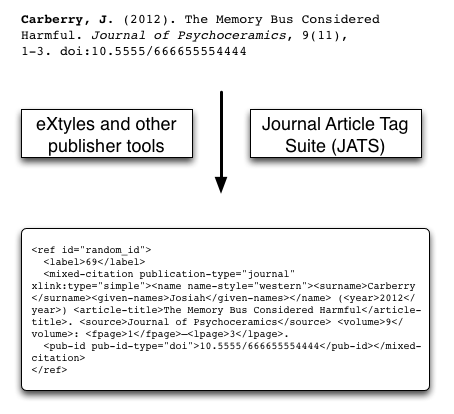 Carberry, J. (2012). The Memory Bus Considered
Harmful. Journal of Psychoceramics, 9(11),
1-3. doi:10.5555/666655554444
eXtyles and other
publisher tools
Journal Article Tag
Suite (JATS)
<ref id="random_id">
<label>69</label>
<mixed-citation publication-type="journal"
xlink:type="simple"><name name-style="western"><surname>Carberry
</surname><given-names>Josiah</given-names></name> (<year>2012</
year>) <article-title>The Memory Bus Considered Harmful</article-
title>. <source>Journal of Psychoceramics</source> <volume>9</
volume>: <fpage>1</fpage>—<lpage>3</lpage>.
<pub-id pub-id-type="doi">10.5555/666655554444</pub-id></mixed-
citation>
</ref>